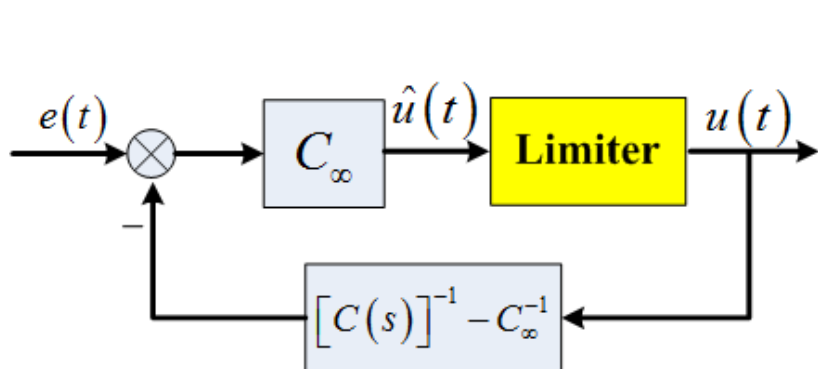 e(t)
C∞
û(t)
Limiter
u(t)
−
[C(s)]⁻¹ − C∞⁻¹